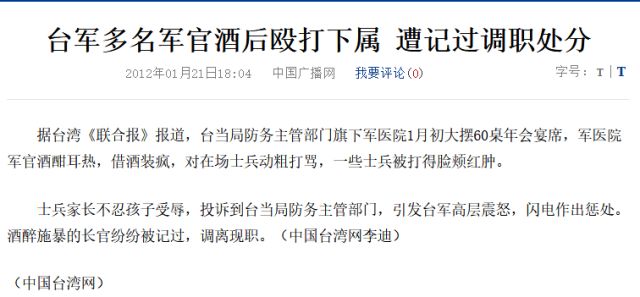 台军多名军官酒后殴打下属 遭记过调职处分
2012年01月21日18:04 中国广播网 我要评论(0) 字号：T|T
据台湾《联合报》报道，台当局防务主管部门旗下军医院1月初大摆60桌年会宴席，军医院
军官酒酣耳热，借酒装疯，对在场士兵动粗打骂，一些士兵被打得脸颊红肿。
士兵家长不忍孩子受辱，投诉到台当局防务主管部门，引发台军高层震怒，闪电作出惩处。
酒醉施暴的长官纷纷被记过，调离现职。（中国台湾网李迪）
（中国台湾网）